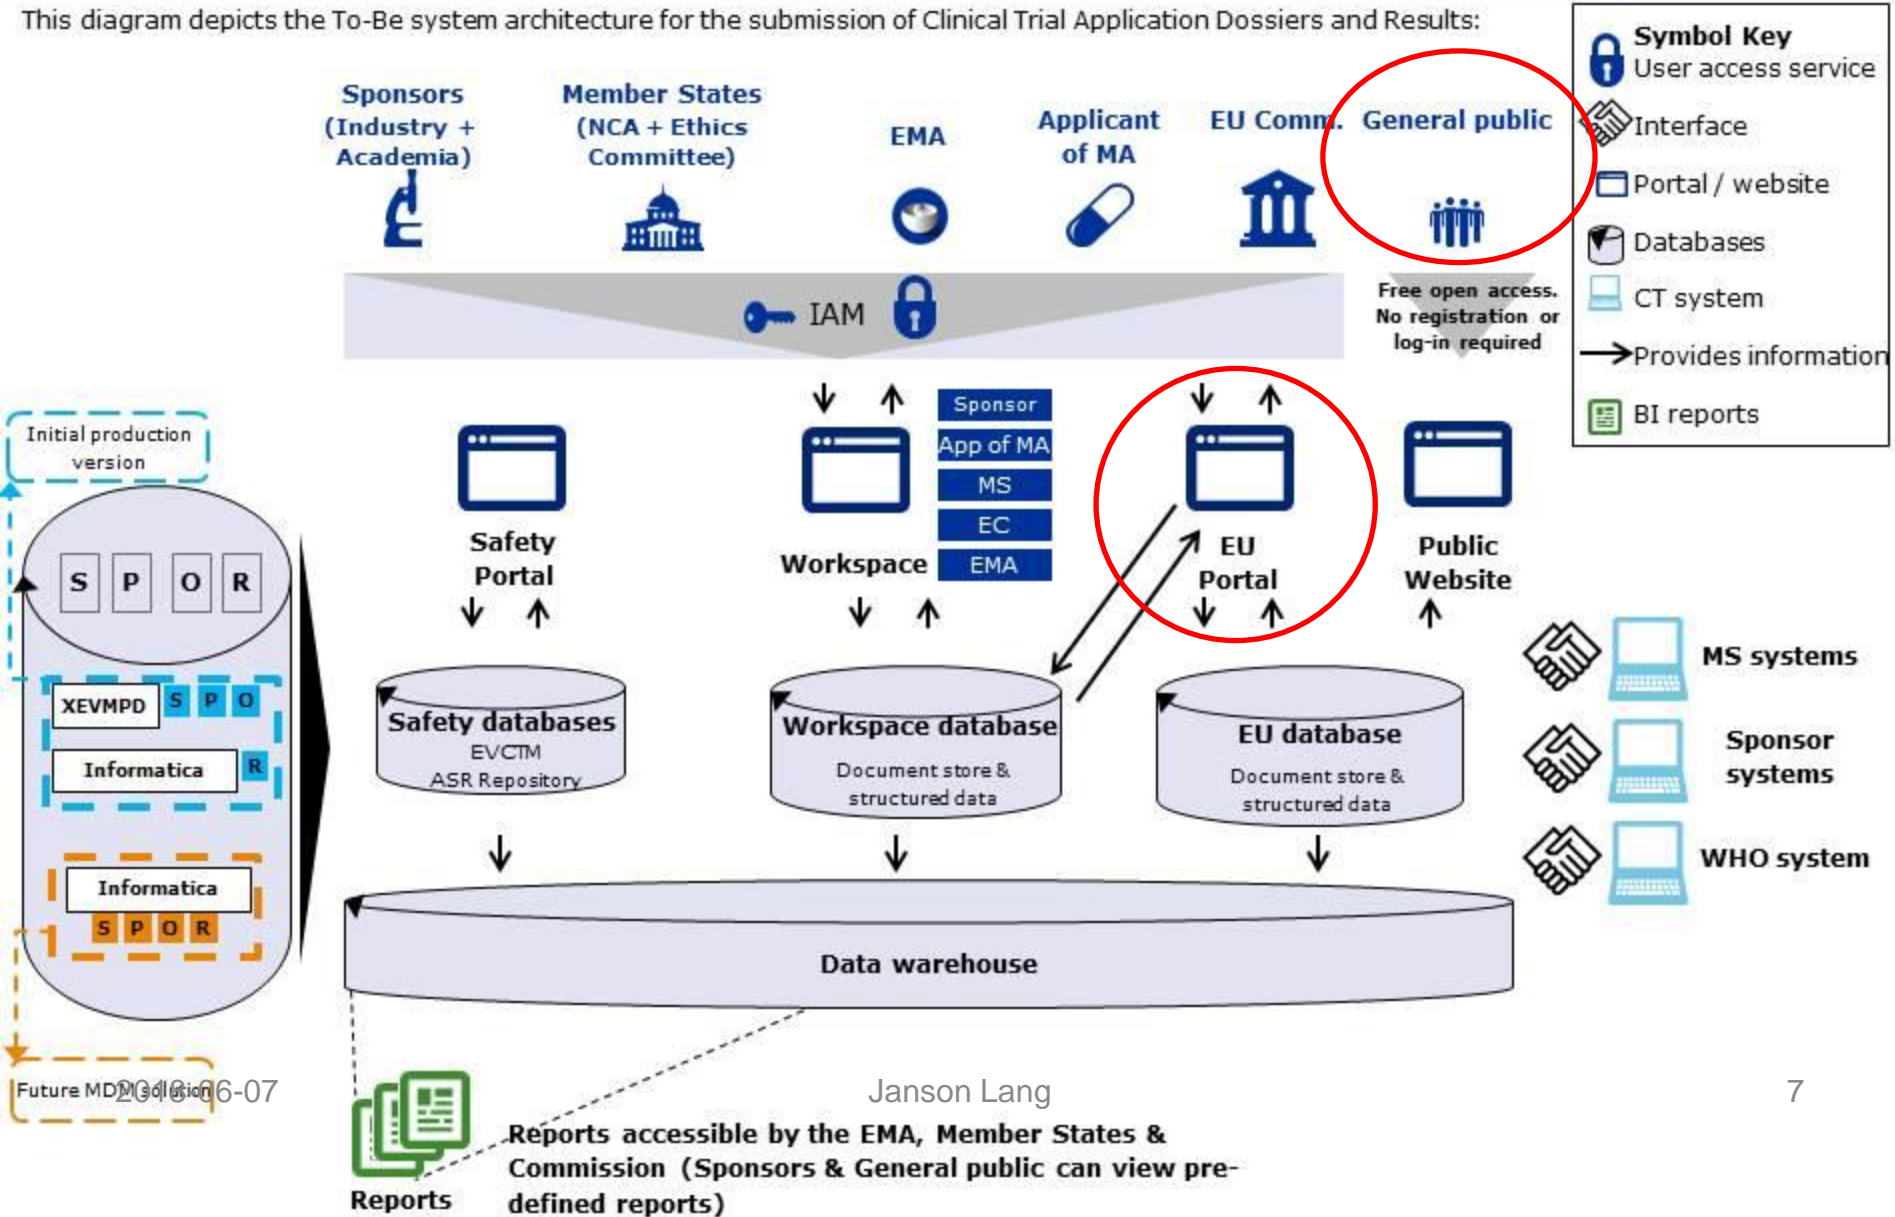 This diagram depicts the To-Be system architecture for the submission of Clinical Trial Application Dossiers and Results:
Symbol Key
User access service
Interface
Portal / website
Databases
CT system
Provides information
BI reports
Sponsors
(Industry +
Academia)
Member States
(NCA + Ethics
Committee)
EMA
Applicant
of MA
EU Comm.
General public
IAM
Free open access.
No registration or
log-in required
Initial production
version
S P O R
XEVMPD S P O
Informatica R
Informatica
S P O R
Future MDM solution
Safety
Portal
Workspace
Sponsor
App of MA
MS
EC
EMA
EU
Portal
Public
Website
Safety databases
EVCTM
ASR Repository
Workspace database
Document store &
structured data
EU database
Document store &
structured data
MS systems
Sponsor
systems
WHO system
Data warehouse
Reports
Reports accessible by the EMA, Member States &
Commission (Sponsors & General public can view pre-
defined reports)
2018-06-07
Janson Lang
7